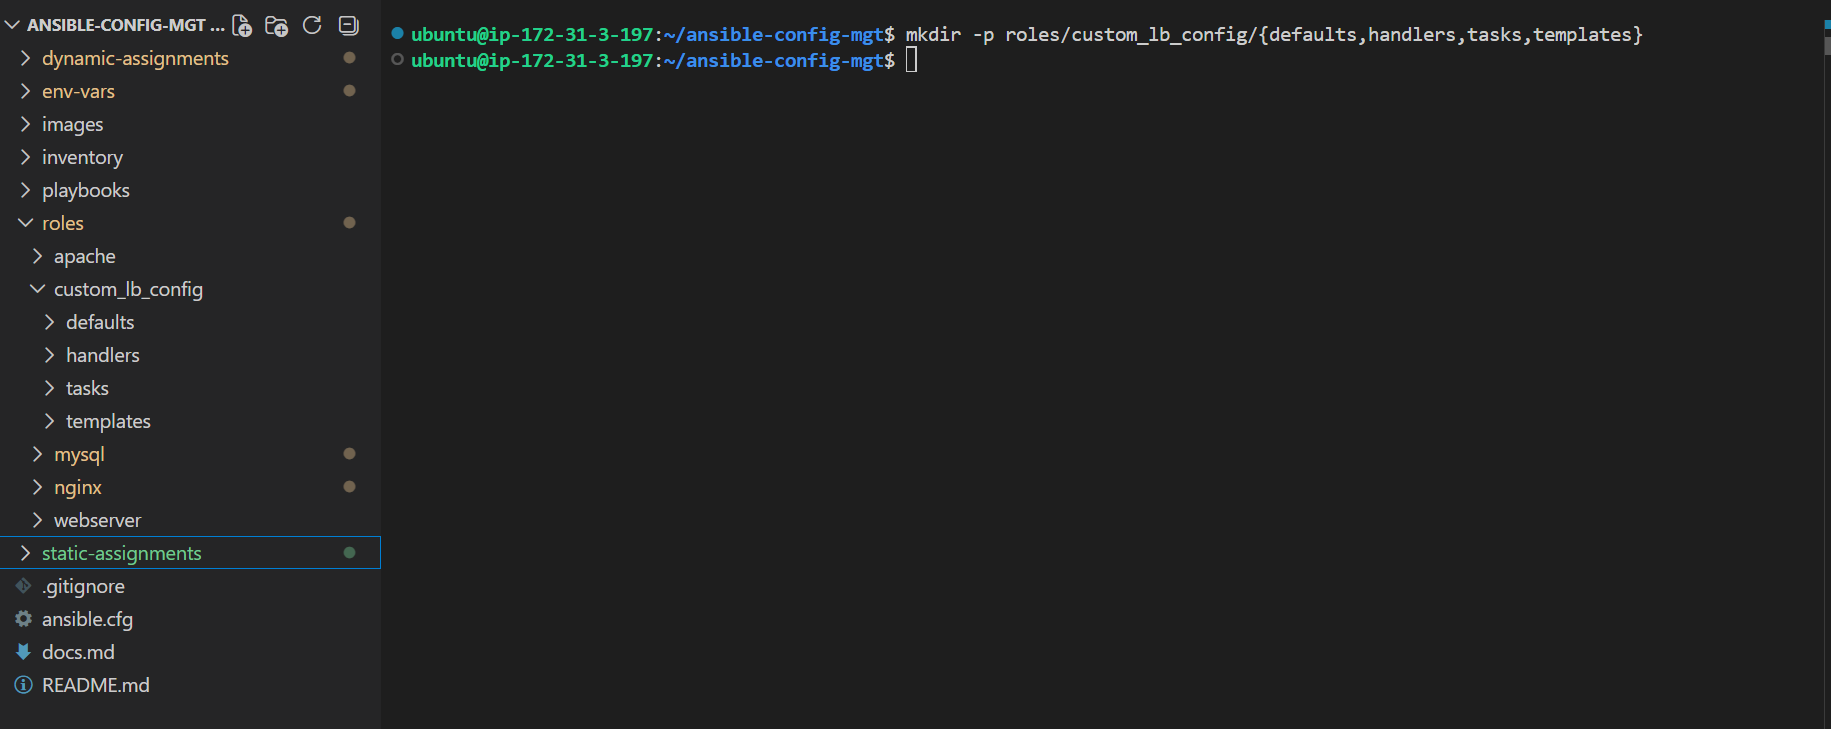 ANSIBLE-CONFIG-MGT ...
dynamic-assignments
env-vars
images
inventory
playbooks
roles
apache
custom_lb_config
defaults
handlers
tasks
templates
mysql
nginx
webserver
static-assignments
.gitignore
ansible.cfg
docs.md
README.md
ubuntu@ip-172-31-3-197:~/ansible-config-mgt$ mkdir -p roles/custom_lb_config/{defaults,handlers,tasks,templates}
ubuntu@ip-172-31-3-197:~/ansible-config-mgt$